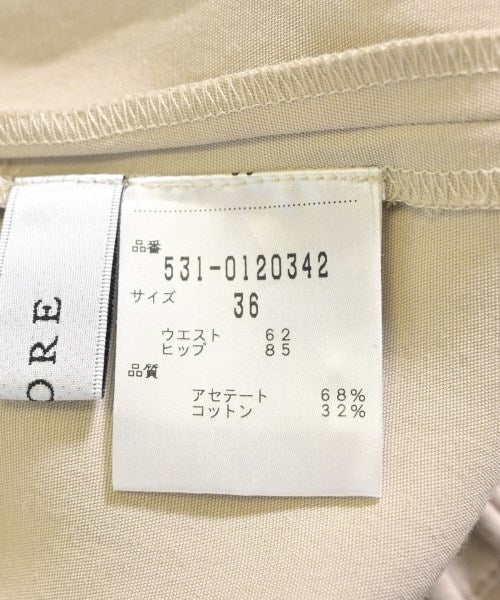 品番
531-0120342
サイズ
36
ウエスト 62
ヒップ 85
品質
アセテート 68%
コットン 32%
ORE